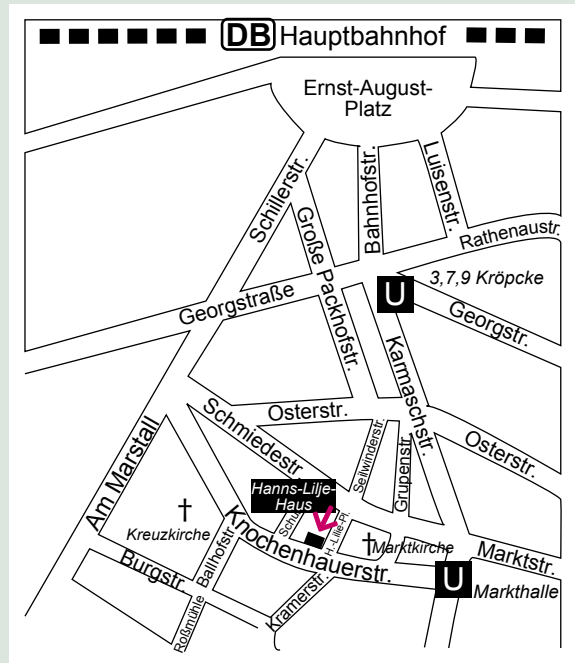 DB Hauptbahnhof
Ernst-August-
Platz
Schillerstr.
Große Packhofstr.
Bahnhofstr.
Luisenstr.
Rathenaustr.
3,7,9 Kröpcke
U
Georgstraße
Georgstr.
Karmaschstr.
Osterstr.
Schmiedestr.
Seilwinderstr.
Grupenstr.
Osterstr.
Am Marstall
Hanns-Lilje-
Haus
Kreuzkirche
Knochenhauerstr.
H.-Lilje-Pl.
Marktkirche
Marktstr.
U
Markthalle
Burgstr.
Ballhofstr.
Roßmühle
Kramerstr.